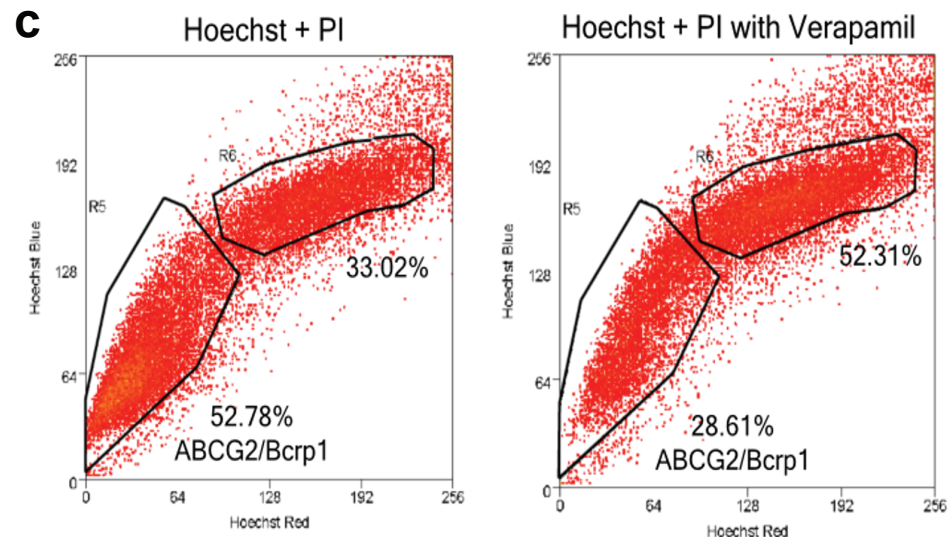 c
Hoechst + PI
Hoechst + PI with Verapamil
266
192
128
64
0
Hoechst Blue
R5
R6
33.02%
52.78%
ABCG2/Bcrp1
0 64 128 192 256
Hoechst Red
266
192
128
64
0
Hoechst Blue
R5
R6
52.31%
28.61%
ABCG2/Bcrp1
0 64 128 192 256
Hoechst Red